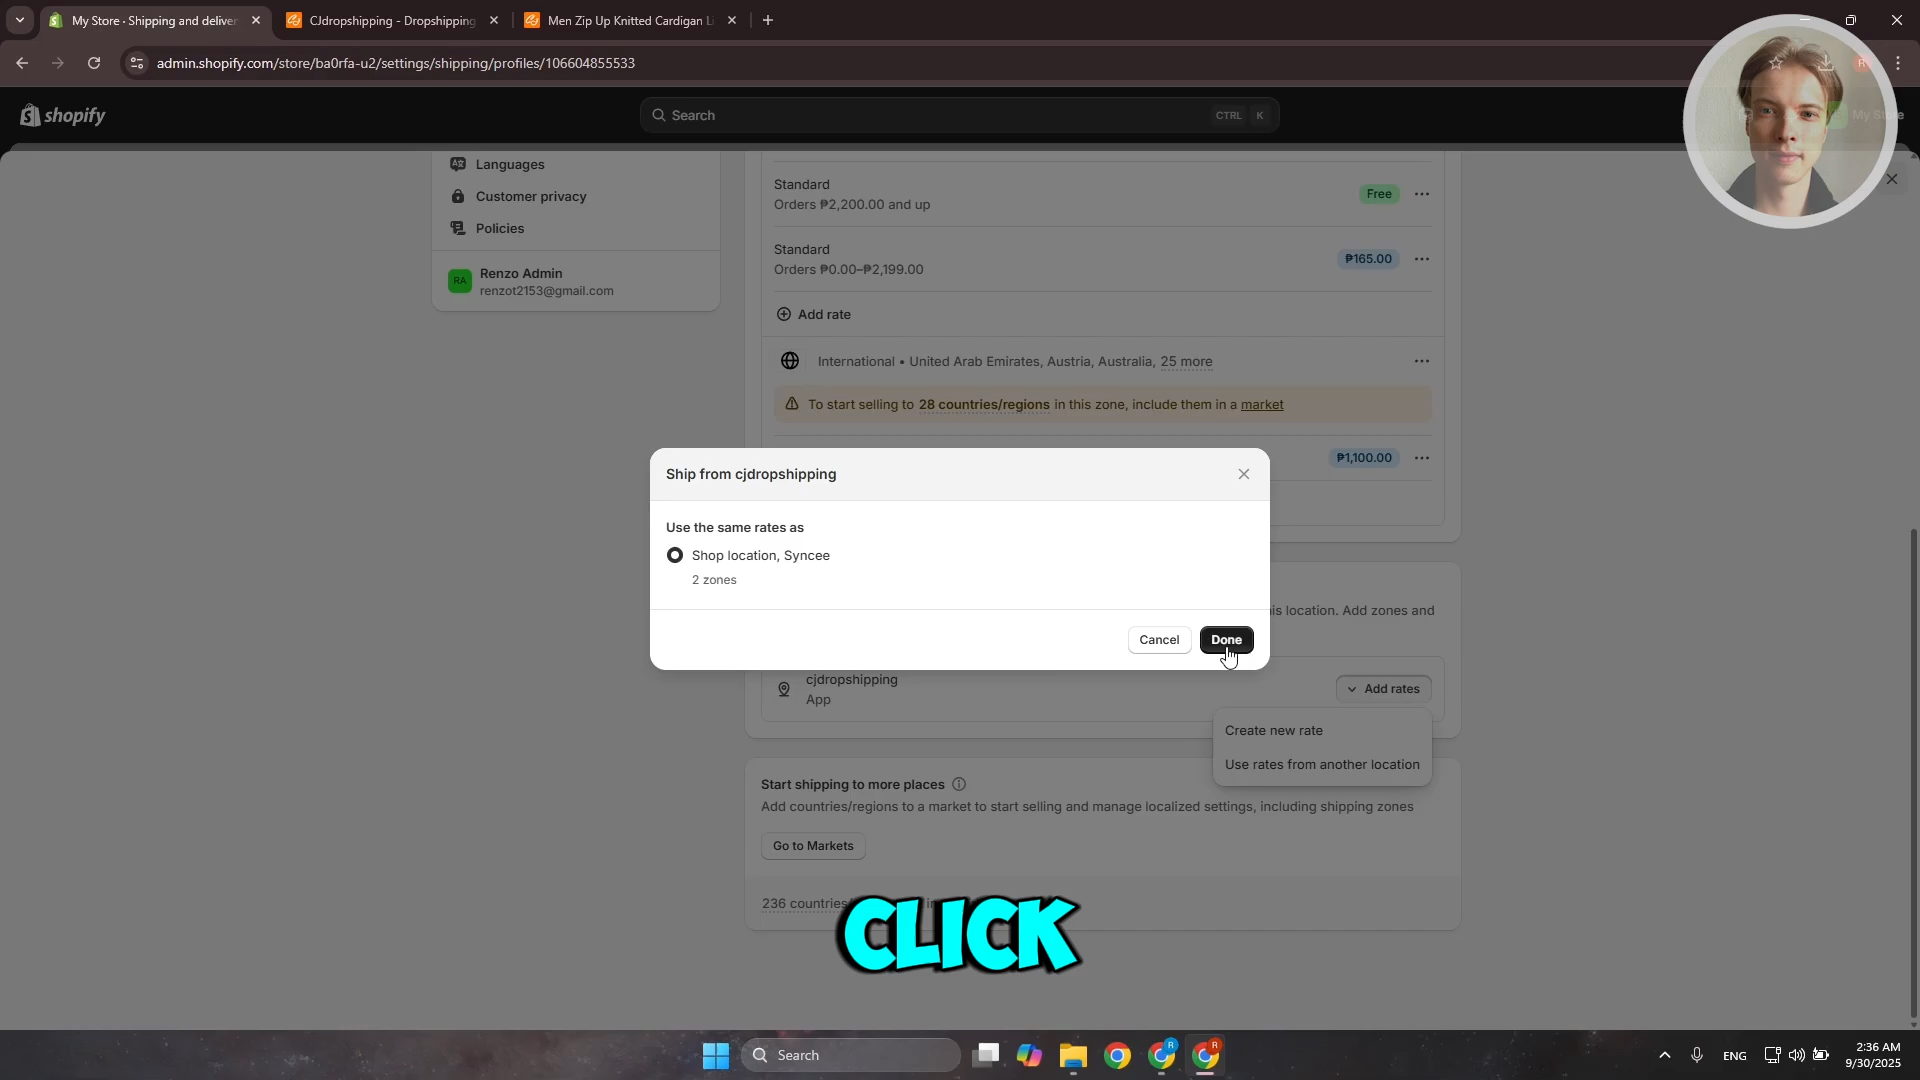 My Store · Shipping and deliver
CJdropshipping - Dropshipping
Men Zip Up Knitted Cardigan L
admin.shopify.com/store/ba0rfa-u2/settings/shipping/profiles/106604855533
shopify
Search
CTRL K
My Store
Languages
Customer privacy
Policies
RA
Renzo Admin
renzot2153@gmail.com
Standard
Orders ₱2,200.00 and up
Free
Standard
Orders ₱0.00–₱2,199.00
₱165.00
Add rate
International • United Arab Emirates, Austria, Australia, 25 more
To start selling to 28 countries/regions in this zone, include them in a market
₱1,100.00
Ship from cjdropshipping
Use the same rates as
Shop location, Syncee
2 zones
Cancel
Done
is location. Add zones and
cjdropshipping
App
Add rates
Create new rate
Use rates from another location
Start shipping to more places
Add countries/regions to a market to start selling and manage localized settings, including shipping zones
Go to Markets
236 countries
CLICK
Search
ENG
2:36 AM
9/30/2025